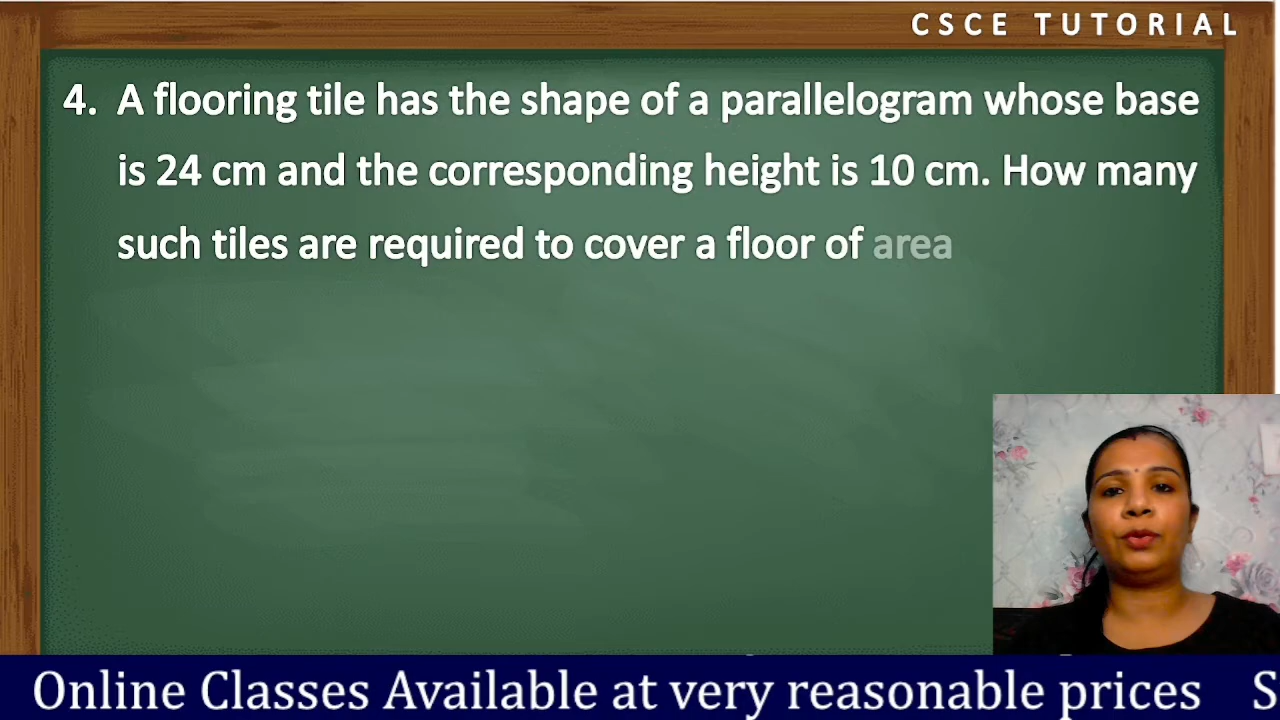 CSCE TUTORIAL
4. A flooring tile has the shape of a parallelogram whose base
is 24 cm and the corresponding height is 10 cm. How many
such tiles are required to cover a floor of area
Online Classes Available at very reasonable prices S